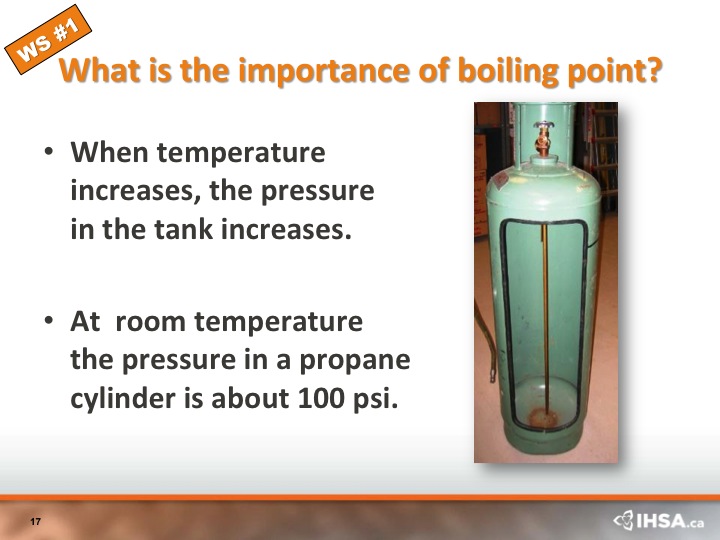 WS #1
What is the importance of boiling point?
• When temperature
increases, the pressure
in the tank increases.
• At  room temperature
the pressure in a propane
cylinder is about 100 psi.
17
IHSA.ca